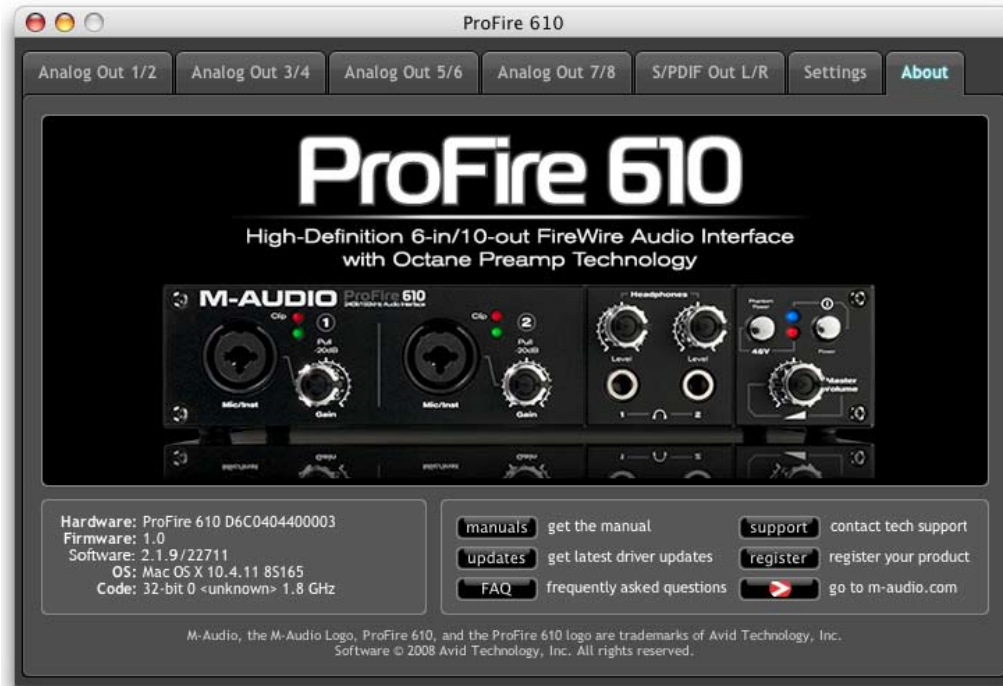 ProFire 610
Analog Out 1/2
Analog Out 3/4
Analog Out 5/6
Analog Out 7/8
S/PDIF Out L/R
Settings
About
ProFire 610
High-Definition 6-in/10-out FireWire Audio Interface
with Octane Preamp Technology
M-AUDIO ProFire 610
Clip
1
Pull
-20dB
Mic/Inst
Gain
Clip
2
Pull
-20dB
Mic/Inst
Gain
Headphones
Level
Level
1
2
Phantom
Power
48V
Power
Master
Volume
Hardware: ProFire 610 D6C0404400003
Firmware: 1.0
Software: 2.1.9/22711
OS: Mac OS X 10.4.11 8S165
Code: 32-bit 0 <unknown> 1.8 GHz
manuals get the manual
updates get latest driver updates
FAQ frequently asked questions
support contact tech support
register register your product
go to m-audio.com
M-Audio, the M-Audio Logo, ProFire 610, and the ProFire 610 logo are trademarks of Avid Technology, Inc.
Software © 2008 Avid Technology, Inc. All rights reserved.